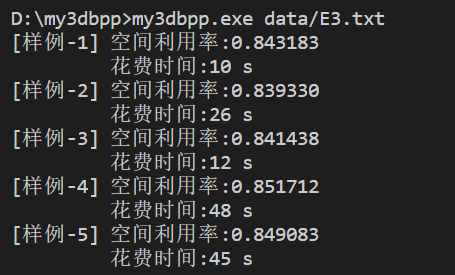 D:\my3dbpp>my3dbpp.exe data/E3.txt
[样例-1] 空间利用率:0.843183
花费时间:10 s
[样例-2] 空间利用率:0.839330
花费时间:26 s
[样例-3] 空间利用率:0.841438
花费时间:12 s
[样例-4] 空间利用率:0.851712
花费时间:48 s
[样例-5] 空间利用率:0.849083
花费时间:45 s